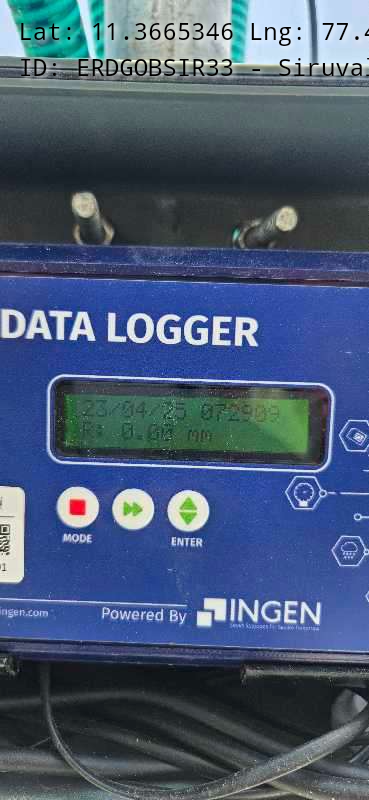 Lat: 11.3665346 Lng: 77.4
ID: ERDGOBSIR33 - Siruval
DATA LOGGER
23/04/25 072909
R: 0.00 mm
MODE
ENTER
ingen.com
Powered By INGEN